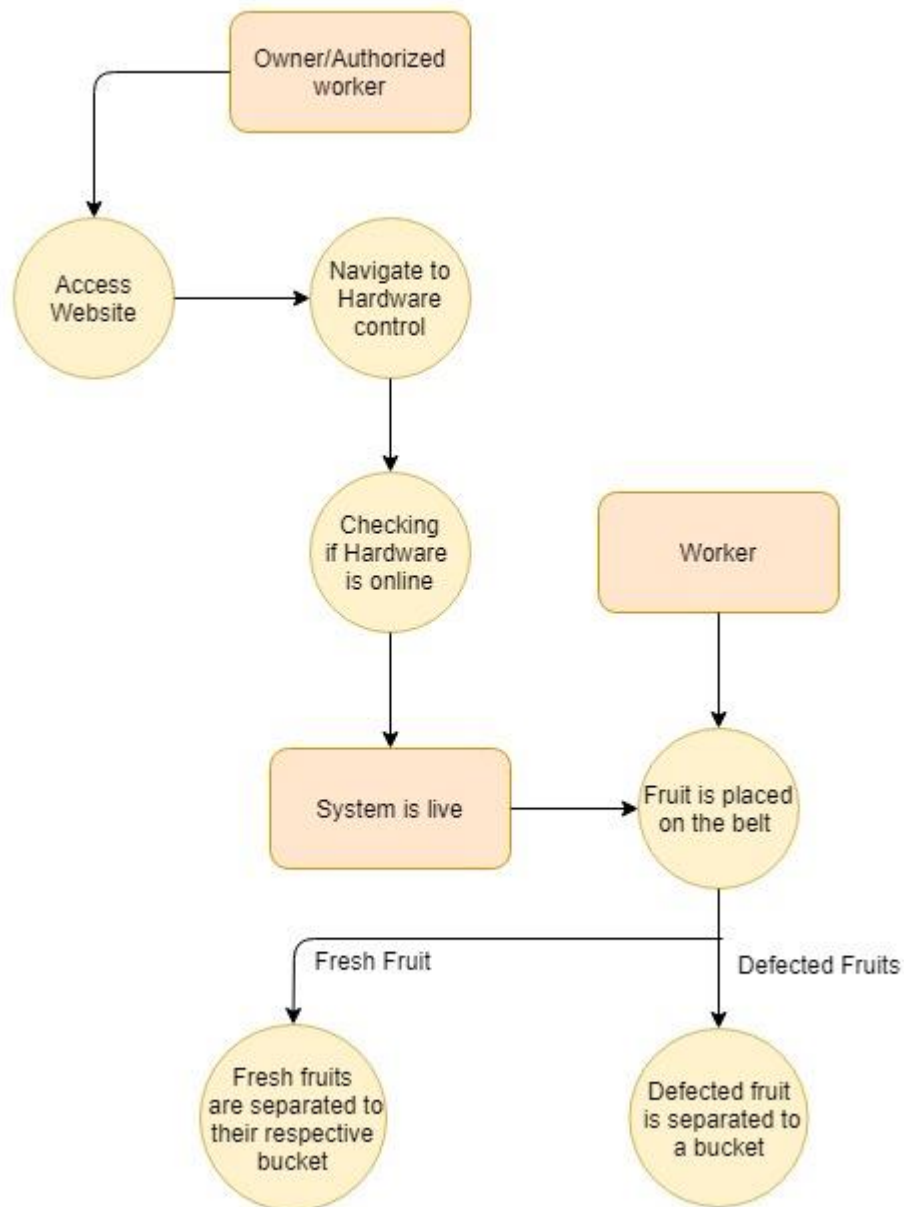 Owner/Authorized
worker
Access
Website
Navigate to
Hardware
control
Checking
if Hardware
is online
Worker
System is live
Fruit is placed
on the belt
Fresh Fruit
Defected Fruits
Fresh fruits
are separated to
their respective
bucket
Defected fruit
is separated to
a bucket